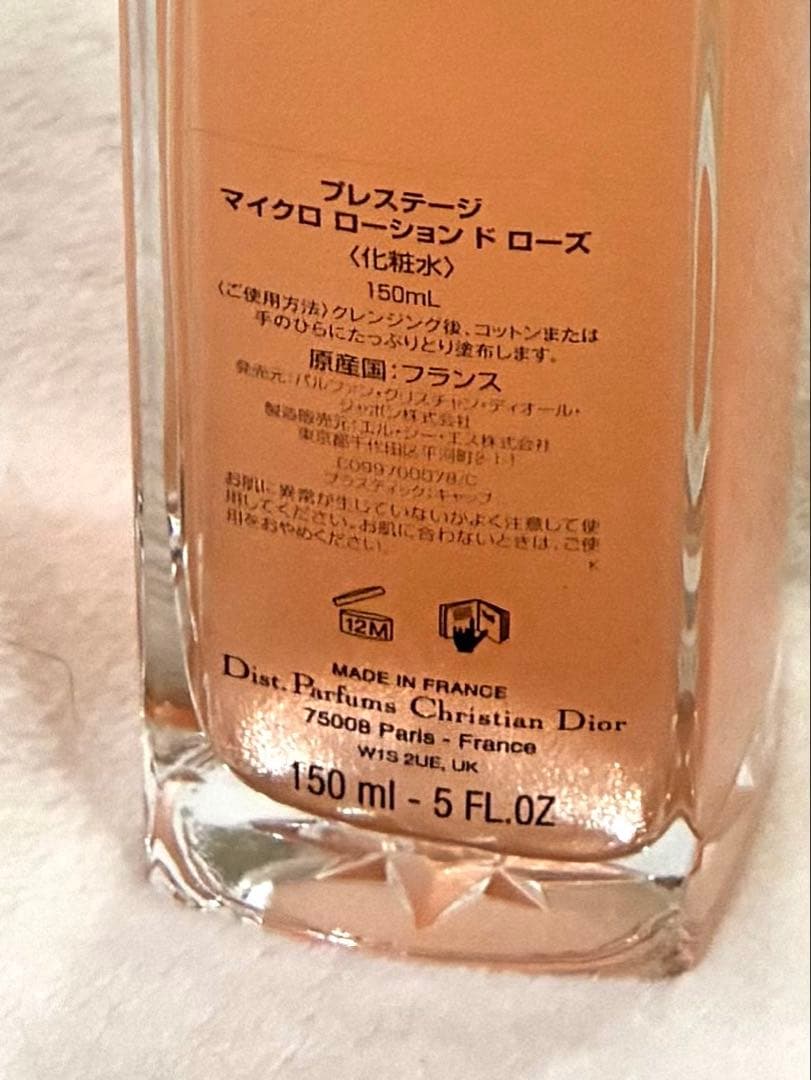 プレステージ
マイクロ ローション ド ローズ
〈化粧水〉
150mL
〈ご使用方法〉クレンジング後、コットンまたは
手のひらにたっぷりとり塗布します。
原産国：フランス
発売元：パルファン・クリスチャン・ディオール・
ジャポン株式会社
製造販売元：エル・シー・エス株式会社
東京都千代田区平河町2-1-1
プラスティック：キャップ
お肌に異常が生じていないかよく注意して使
用してください。お肌に合わないときは、ご使
用をおやめください。
K
12M
MADE IN FRANCE
Dist. Parfums Christian Dior
75008 Paris - France
W1S 2UE, UK
150 ml - 5 FL.OZ